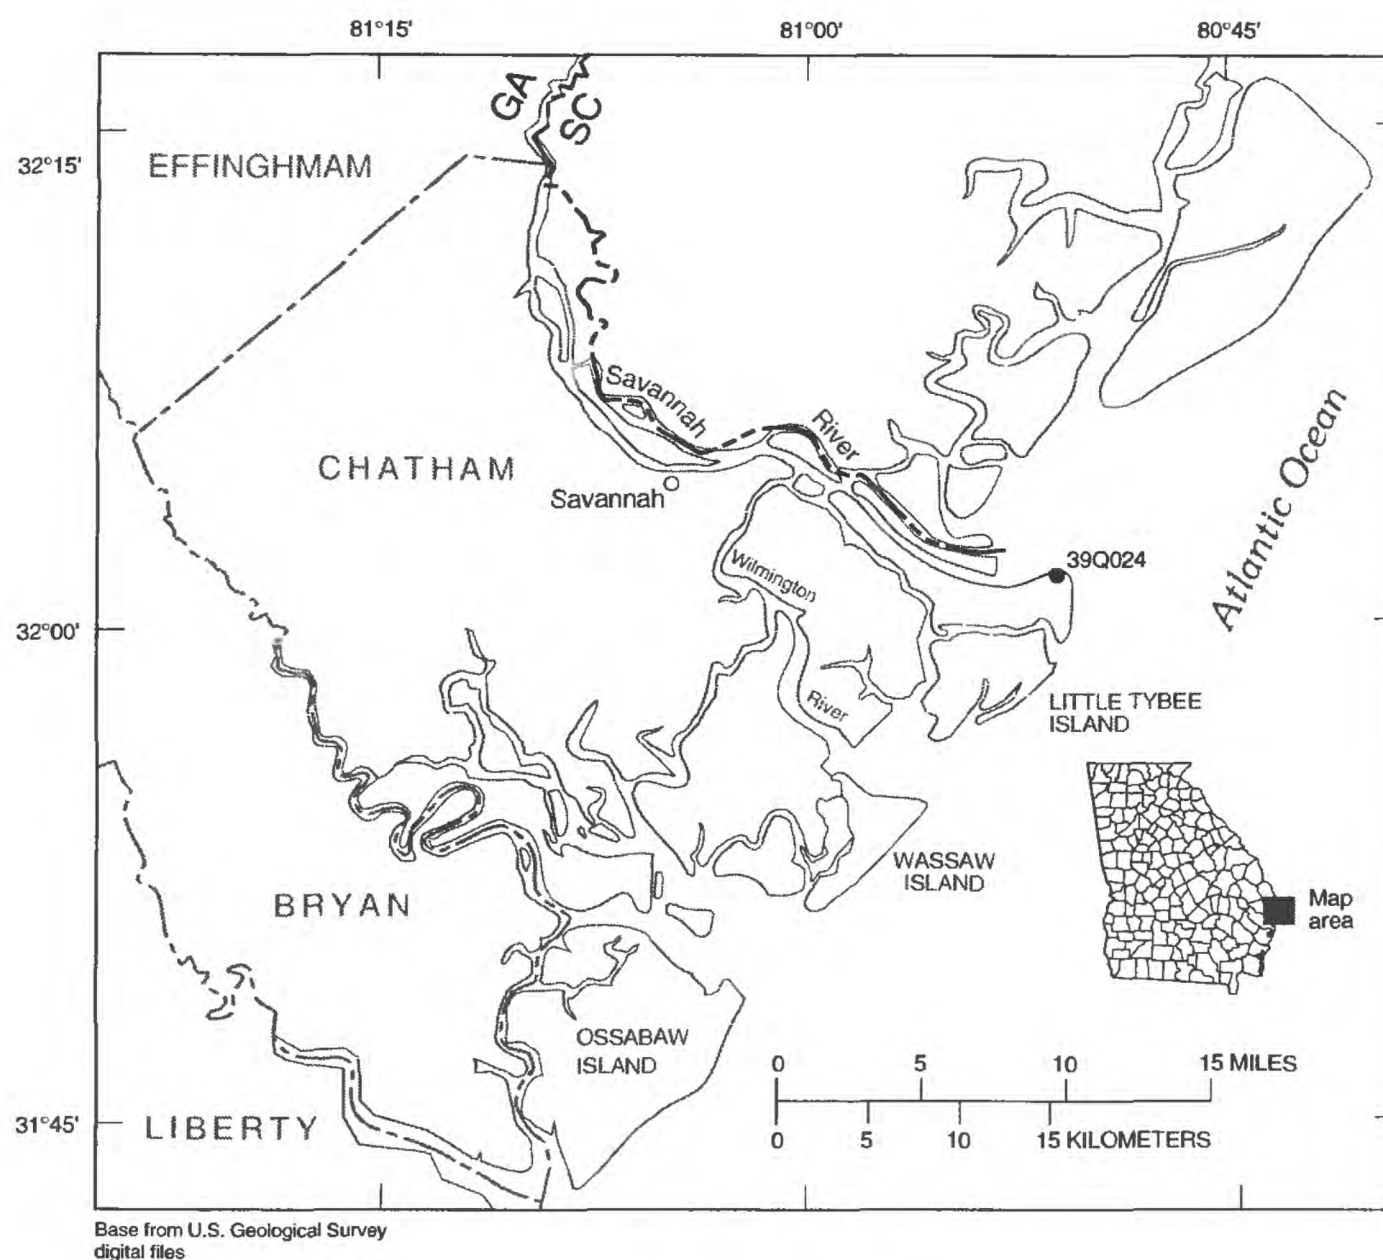 81°15' 81°00' 80°45'
GA
SC
32°15'
EFFINGHMAM
Savannah
River
CHATHAM
Savannah
Atlantic Ocean
39Q024
Wilmington
32°00'
River
LITTLE TYBEE
ISLAND
WASSAW
ISLAND
BRYAN
Map
area
OSSABAW
ISLAND
0 5 10 15 MILES
0 5 10 15 KILOMETERS
31°45'
LIBERTY
Base from U.S. Geological Survey
digital files